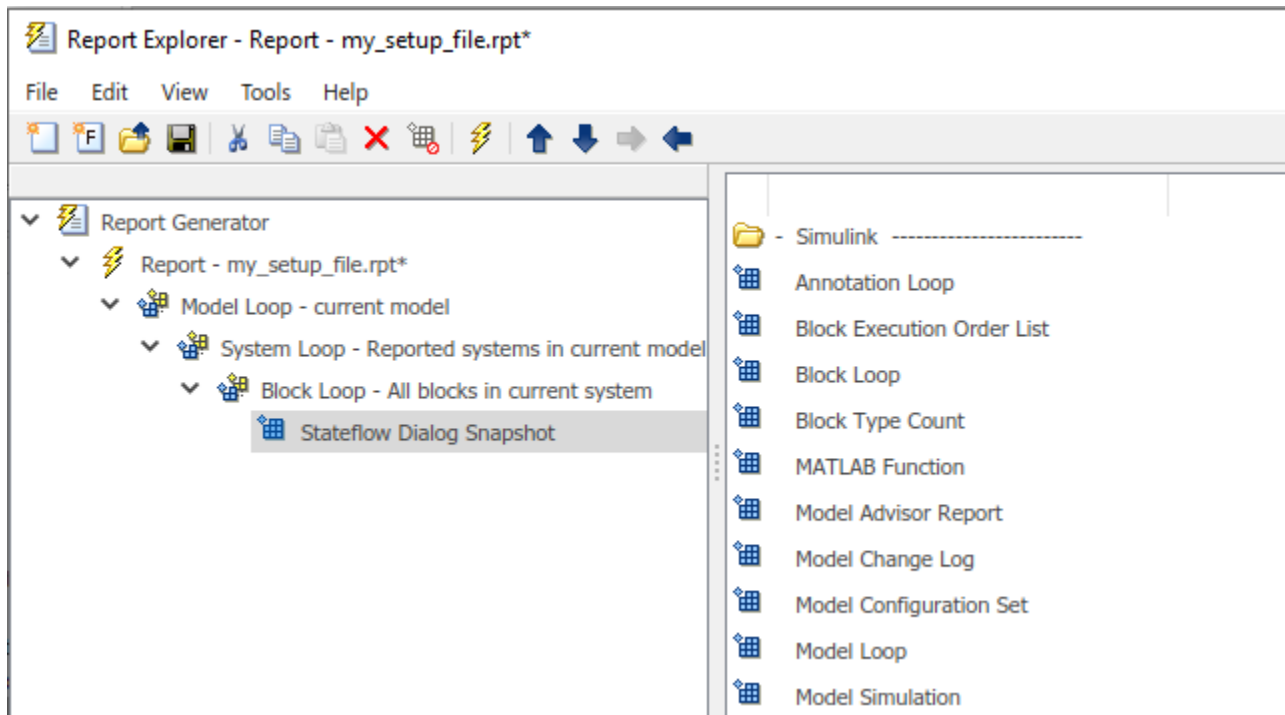 Report Explorer - Report - my_setup_file.rpt*
File Edit View Tools Help
F
Report Generator
Report - my_setup_file.rpt*
Model Loop - current model
System Loop - Reported systems in current model
Block Loop - All blocks in current system
Stateflow Dialog Snapshot
- Simulink ------------------------
Annotation Loop
Block Execution Order List
Block Loop
Block Type Count
MATLAB Function
Model Advisor Report
Model Change Log
Model Configuration Set
Model Loop
Model Simulation